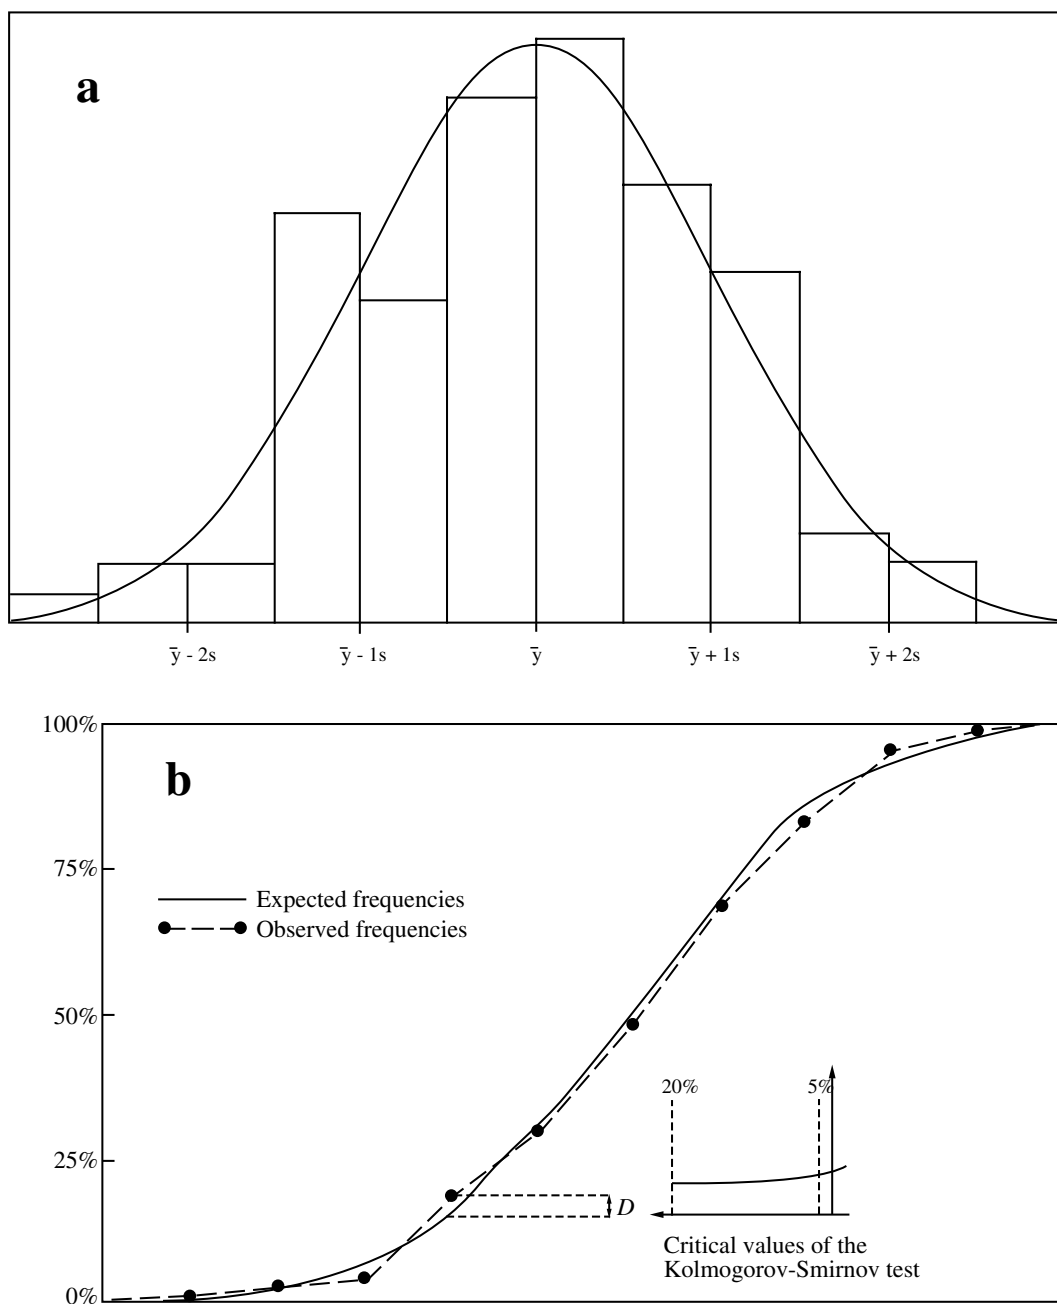 a
ȳ - 2s
ȳ - 1s
ȳ
ȳ + 1s
ȳ + 2s
100%
b
75%
Expected frequencies
Observed frequencies
50%
20%
5%
25%
D
Critical values of the
Kolmogorov-Smirnov test
0%